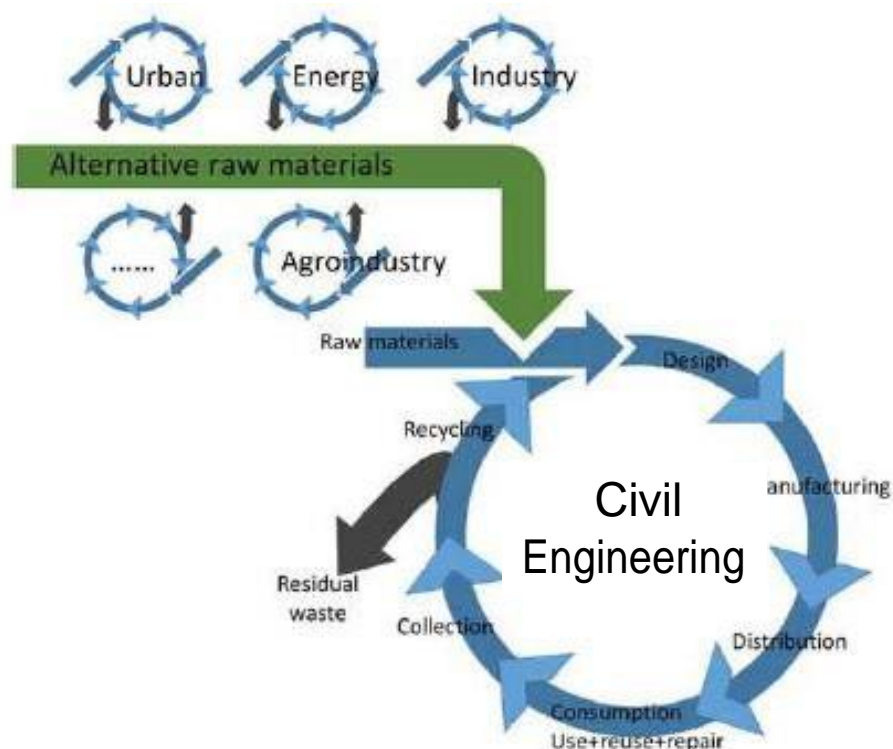 Urban
Energy
Industry
Alternative raw materials
......
Agroindustry
Raw materials
Design
Recycling
anufacturing
Civil
Engineering
Residual
waste
Collection
Distribution
Consumption
Use+reuse+repair